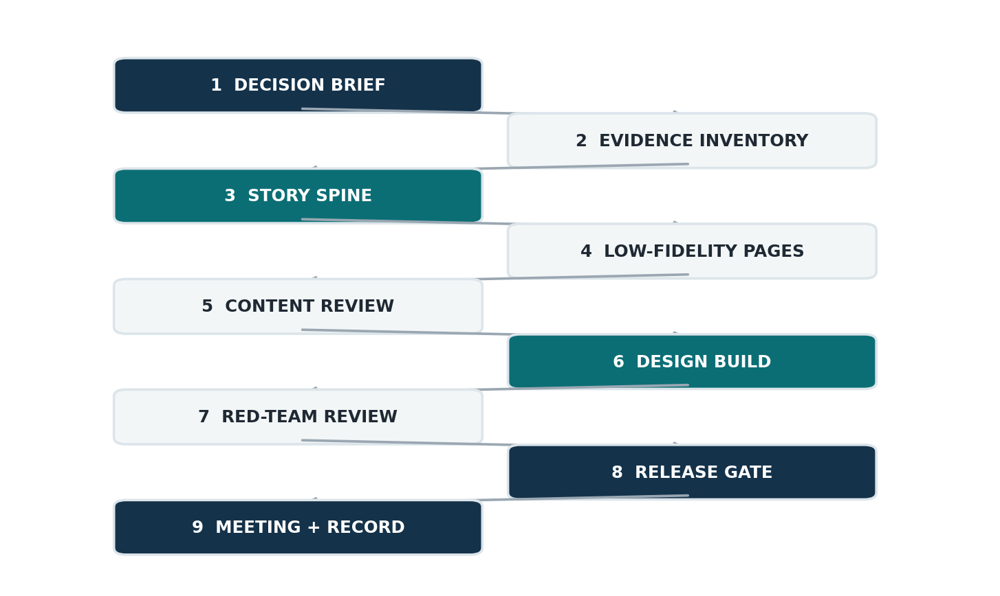 1  DECISION BRIEF
2  EVIDENCE INVENTORY
3  STORY SPINE
4  LOW-FIDELITY PAGES
5  CONTENT REVIEW
6  DESIGN BUILD
7  RED-TEAM REVIEW
8  RELEASE GATE
9  MEETING + RECORD